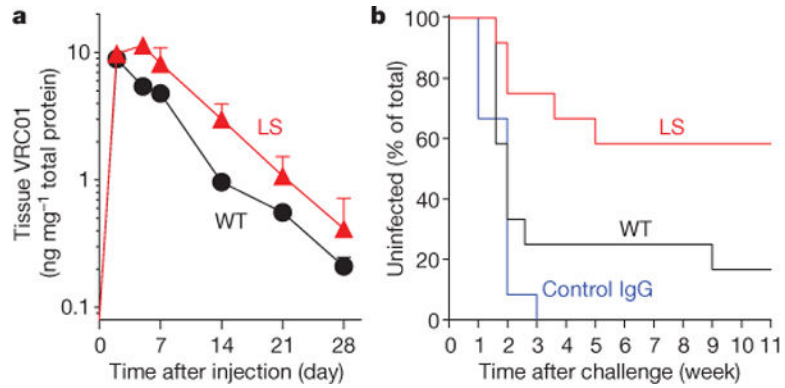 a
Tissue VRC01
(ng mg⁻¹ total protein)
10
1
0.1
LS
WT
0 7 14 21 28
Time after injection (day)
b
Uninfected (% of total)
100
80
60
40
20
0
LS
WT
Control IgG
0 1 2 3 4 5 6 7 8 9 10 11
Time after challenge (week)